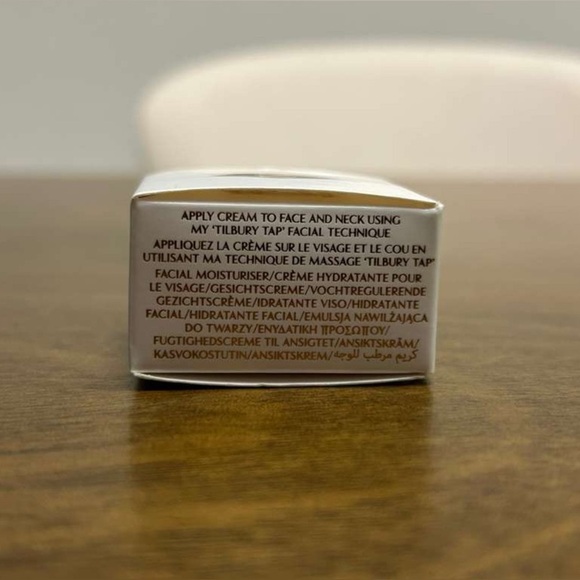 APPLY CREAM TO FACE AND NECK USING
MY 'TILBURY TAP' FACIAL TECHNIQUE
APPLIQUEZ LA CRÈME SUR LE VISAGE ET LE COU EN
UTILISANT MA TECHNIQUE DE MASSAGE 'TILBURY TAP'
FACIAL MOISTURISER/CRÈME HYDRATANTE POUR
LE VISAGE/GESICHTSCREME/VOCHTREGULERENDE
GEZICHTSCRÈME/IDRATANTE VISO/HIDRATANTE
FACIAL/HIDRATANTE FACIAL/EMULSJA NAWILŻAJĄCA
DO TWARZY/ΕΝΥΔΑΤΙΚΗ ΠΡΟΣΩΠΟΥ/
FUGTIGHEDSCREME TIL ANSIGTET/ANSIKTSKRÄM/
KASVOKOSTUTIN/ANSIKTSKREM/كريم مرطب للوجه